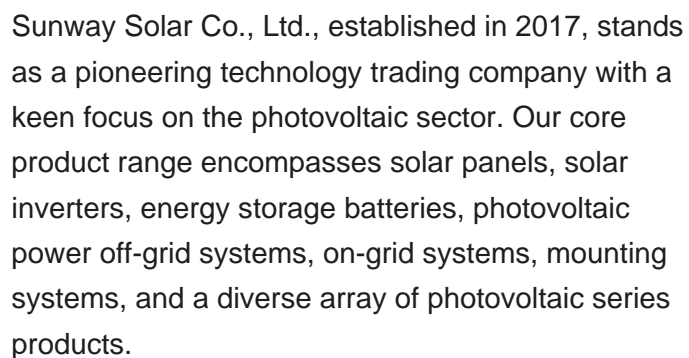 Sunway Solar Co., Ltd., established in 2017, stands
as a pioneering technology trading company with a
keen focus on the photovoltaic sector. Our core
product range encompasses solar panels, solar
inverters, energy storage batteries, photovoltaic
power off-grid systems, on-grid systems, mounting
systems, and a diverse array of photovoltaic series
products.